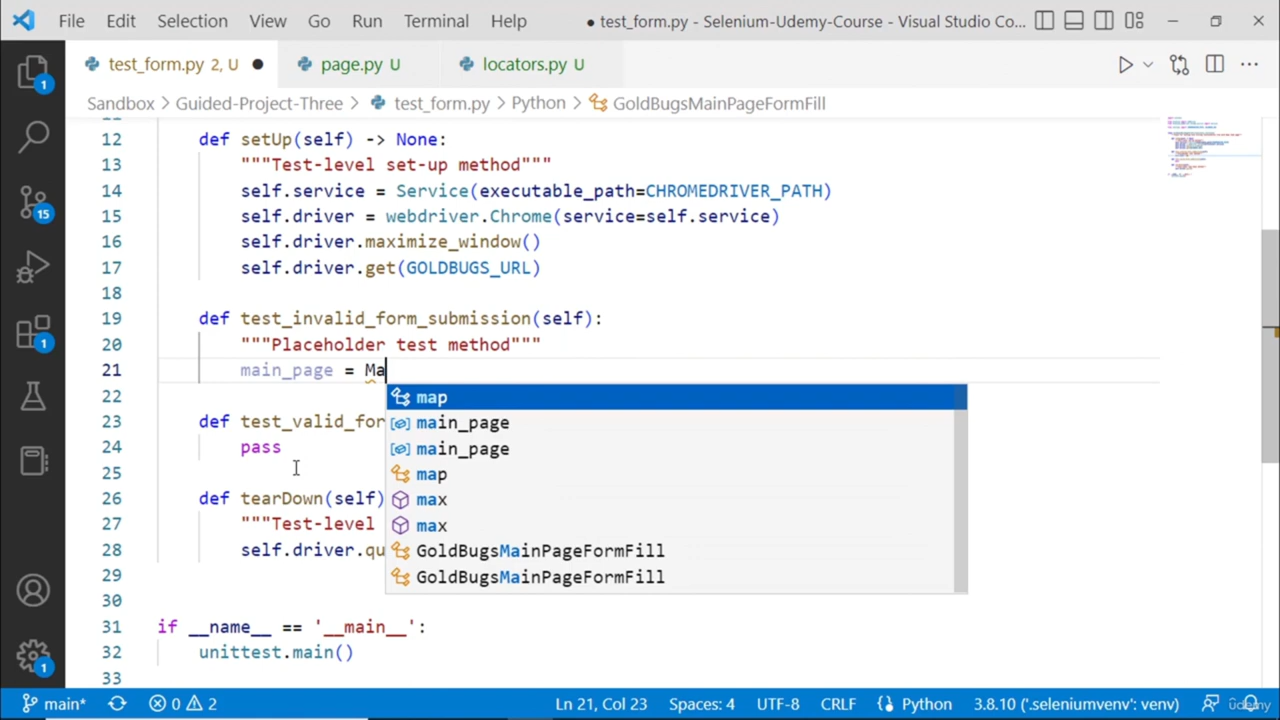 File Edit Selection View Go Run Terminal Help ● test_form.py - Selenium-Udemy-Course - Visual Studio Co...
test_form.py 2, U ● page.py U locators.py U
Sandbox > Guided-Project-Three > test_form.py > Python > GoldBugsMainPageFormFill
12 def setUp(self) -> None:
13 """Test-level set-up method"""
14 self.service = Service(executable_path=CHROMEDRIVER_PATH)
15 self.driver = webdriver.Chrome(service=self.service)
16 self.driver.maximize_window()
17 self.driver.get(GOLDBUGS_URL)
18
19 def test_invalid_form_submission(self):
20 """Placeholder test method"""
21 main_page = Ma
22
map
main_page
23 def test_valid_for
main_page
24 pass
25
map
26 def tearDown(self)
max
27 """Test-level
max
28 self.driver.qu
GoldBugsMainPageFormFill
29
GoldBugsMainPageFormFill
30
31 if __name__ == '__main__':
32 unittest.main()
33
1
15
1
1
main* 0 2 Ln 21, Col 23 Spaces: 4 UTF-8 CRLF Python 3.8.10 ('.seleniumvenv': venv)
udemy